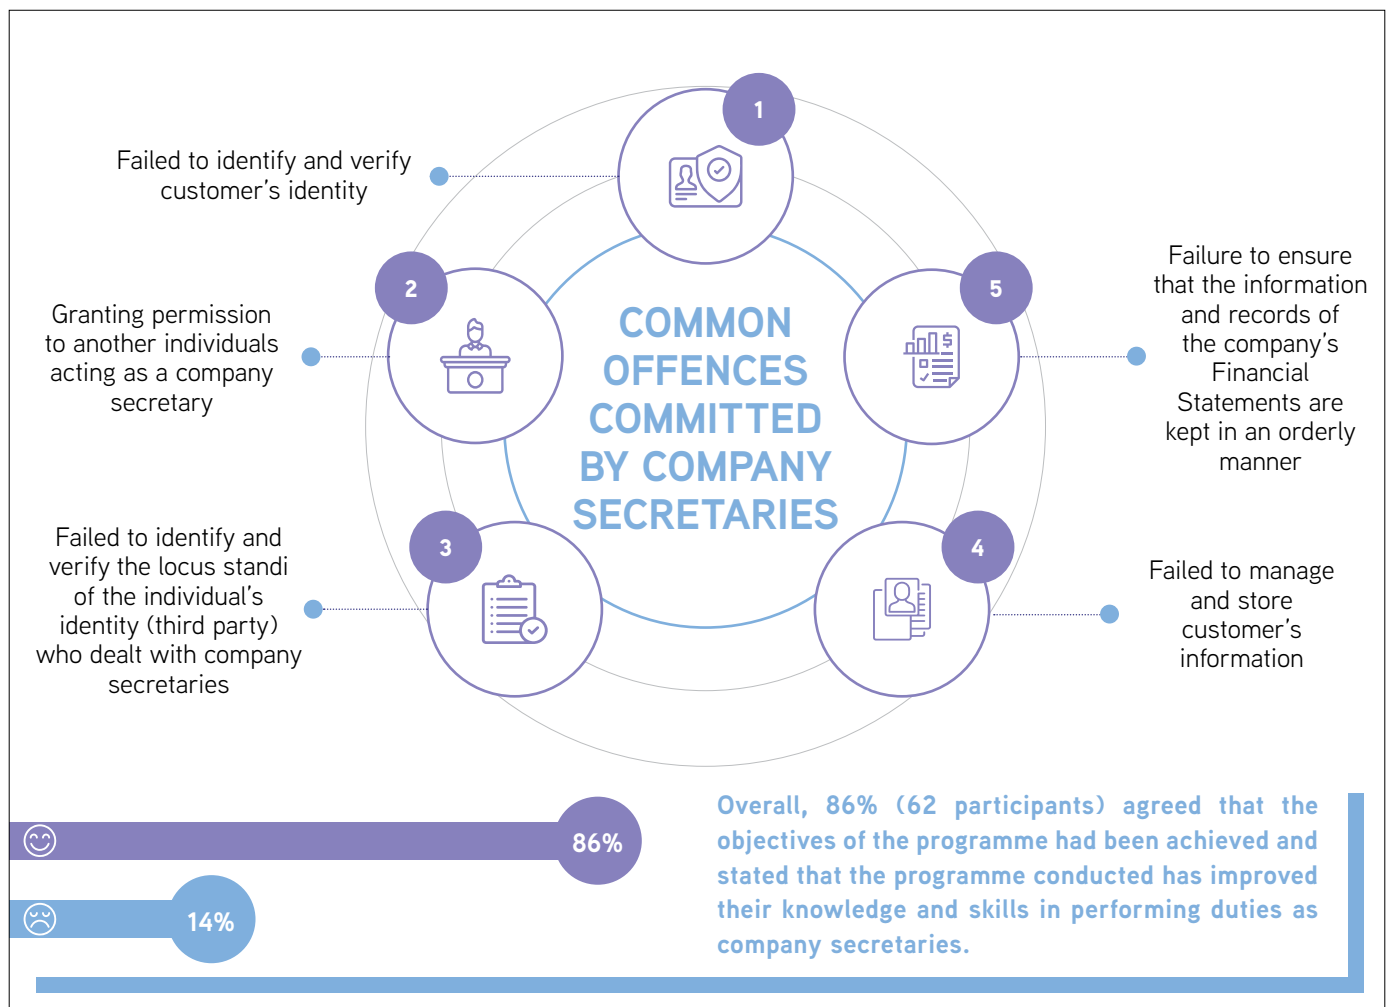 1
Failed to identify and verify
customer's identity
2
Granting permission
to another individuals
acting as a company
secretary
3
Failed to identify and
verify the locus standi
of the individual's
identity (third party)
who dealt with company
secretaries
COMMON
OFFENCES
COMMITTED
BY COMPANY
SECRETARIES
4
Failed to manage
and store
customer's
information
5
Failure to ensure
that the information
and records of
the company's
Financial
Statements are
kept in an orderly
manner
$
86%
14%
Overall, 86% (62 participants) agreed that the
objectives of the programme had been achieved and
stated that the programme conducted has improved
their knowledge and skills in performing duties as
company secretaries.